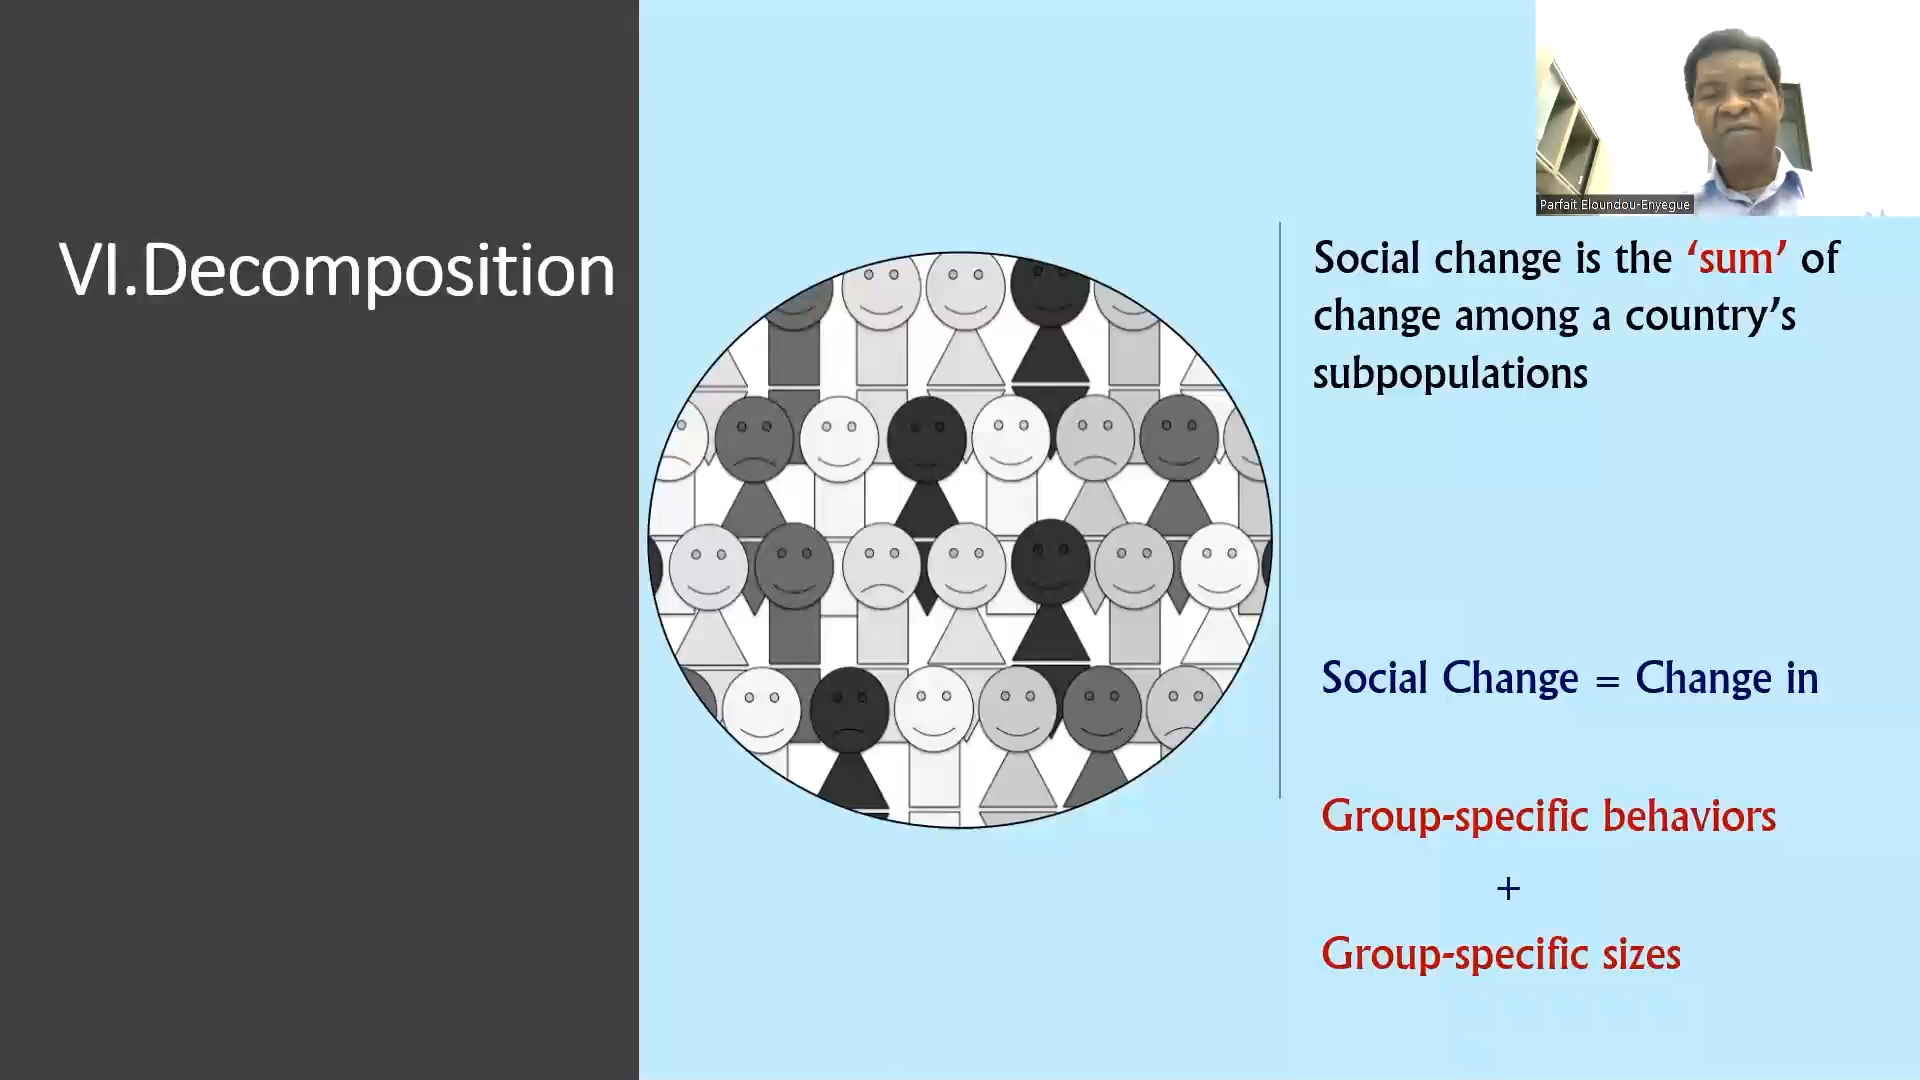 VI.Decomposition
Parfait Eloundou-Enyegue
Social change is the ‘sum’ of
change among a country’s
subpopulations
Social Change = Change in
Group-specific behaviors
+
Group-specific sizes